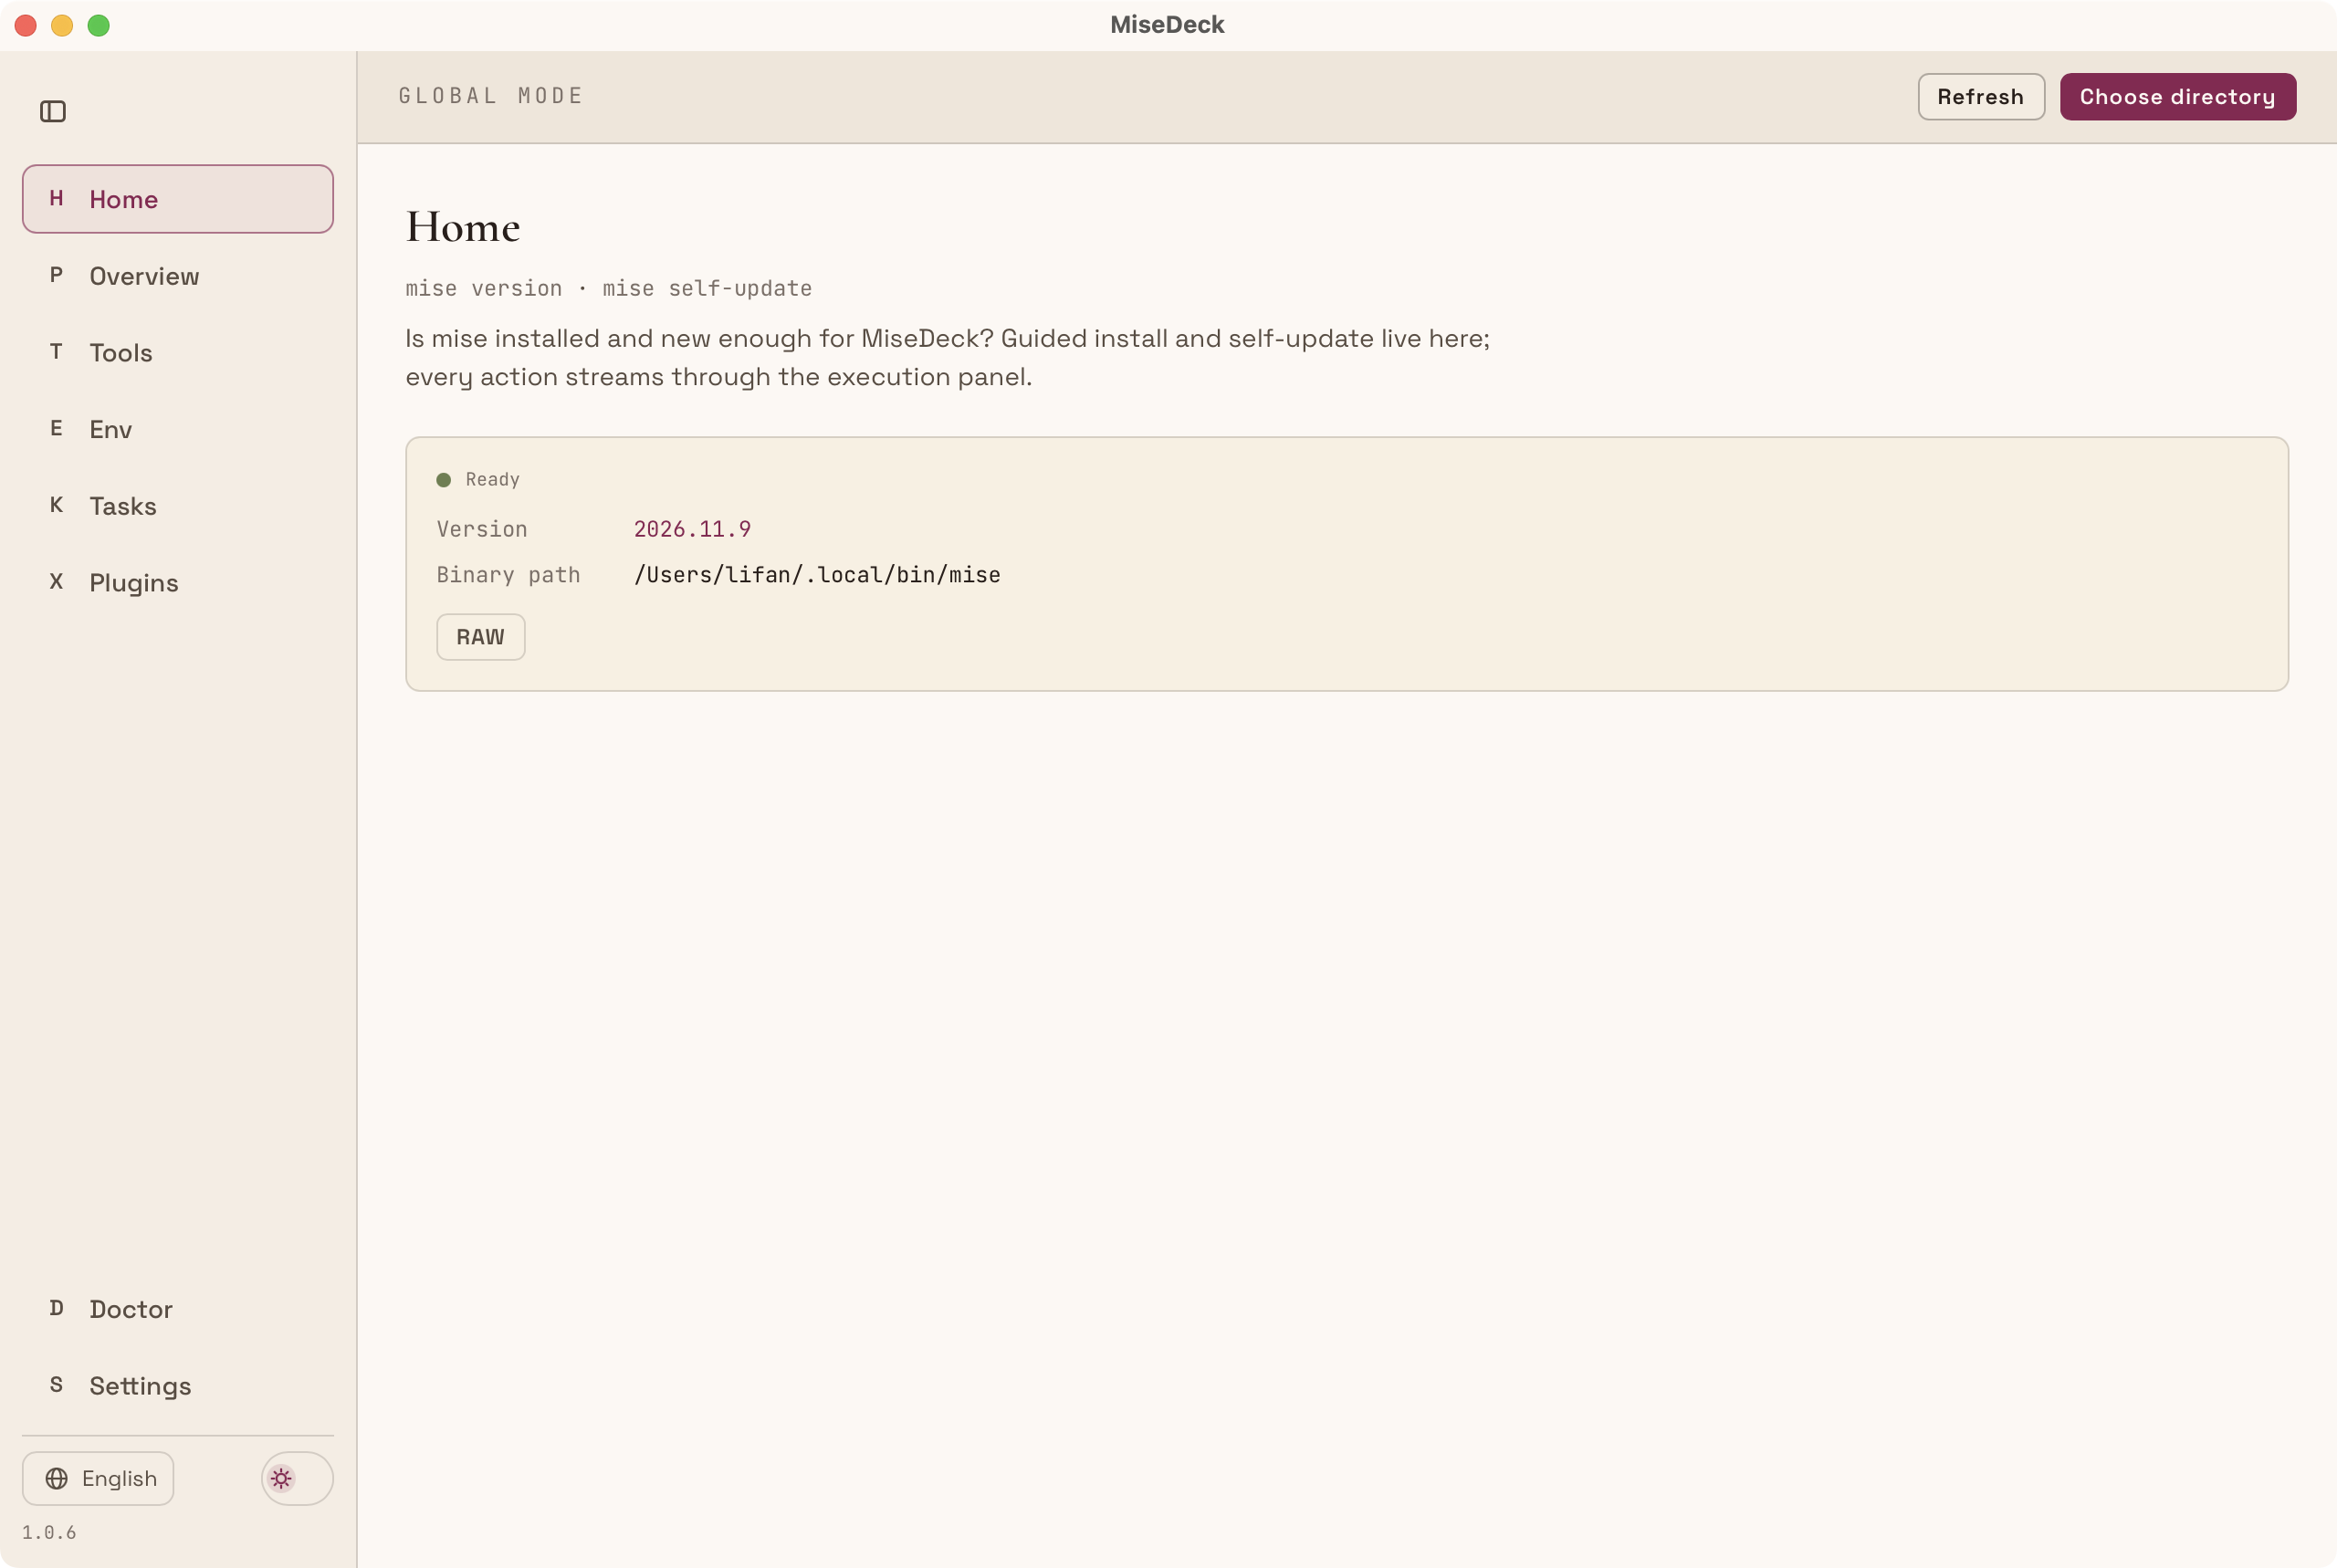 MiseDeck
GLOBAL MODE
Refresh
Choose directory
H Home
P Overview
T Tools
E Env
K Tasks
X Plugins
D Doctor
S Settings
English
1.0.6
Home
mise version · mise self-update
Is mise installed and new enough for MiseDeck? Guided install and self-update live here;
every action streams through the execution panel.
Ready
Version 2026.11.9
Binary path /Users/lifan/.local/bin/mise
RAW